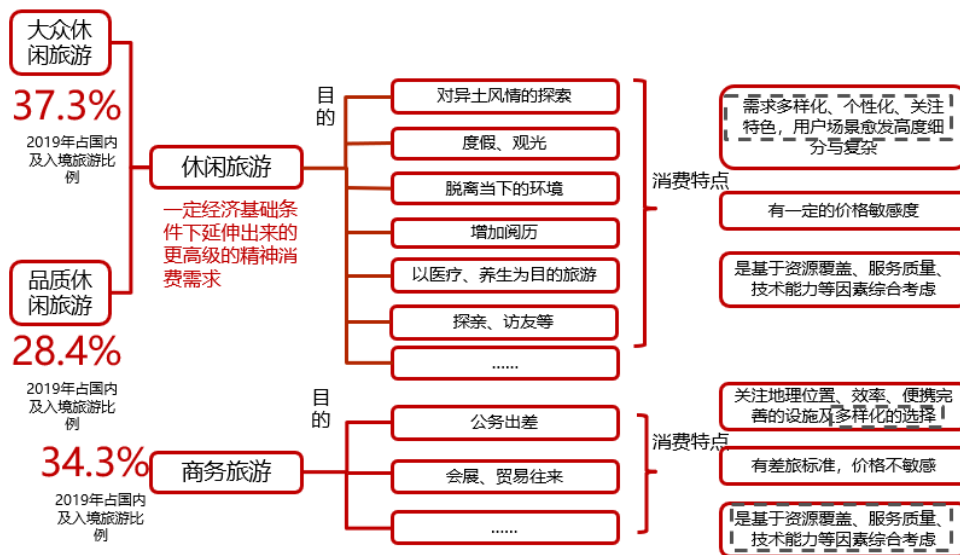 大众休
闲旅游
37.3%
2019年占国内
及入境旅游比
例
品质休
闲旅游
28.4%
2019年占国内
及入境旅游比
例
休闲旅游
一定经济基础条
件下延伸出来的
更高级的精神消
费需求
目
的
对异土风情的探索
度假、观光
脱离当下的环境
增加阅历
以医疗、养生为目的旅游
探亲、访友等
......
消费特点
需求多样化、个性化、关注
特色，用户场景愈发高度细
分与复杂
有一定的价格敏感度
是基于资源覆盖、服务质量、
技术能力等因素综合考虑
34.3%
2019年占国内
及入境旅游比
例
商务旅游
目
的
公务出差
会展、贸易往来
......
消费特点
关注地理位置、效率、便携完
善的设施及多样化的选择
有差旅标准，价格不敏感
是基于资源覆盖、服务质量、
技术能力等因素综合考虑